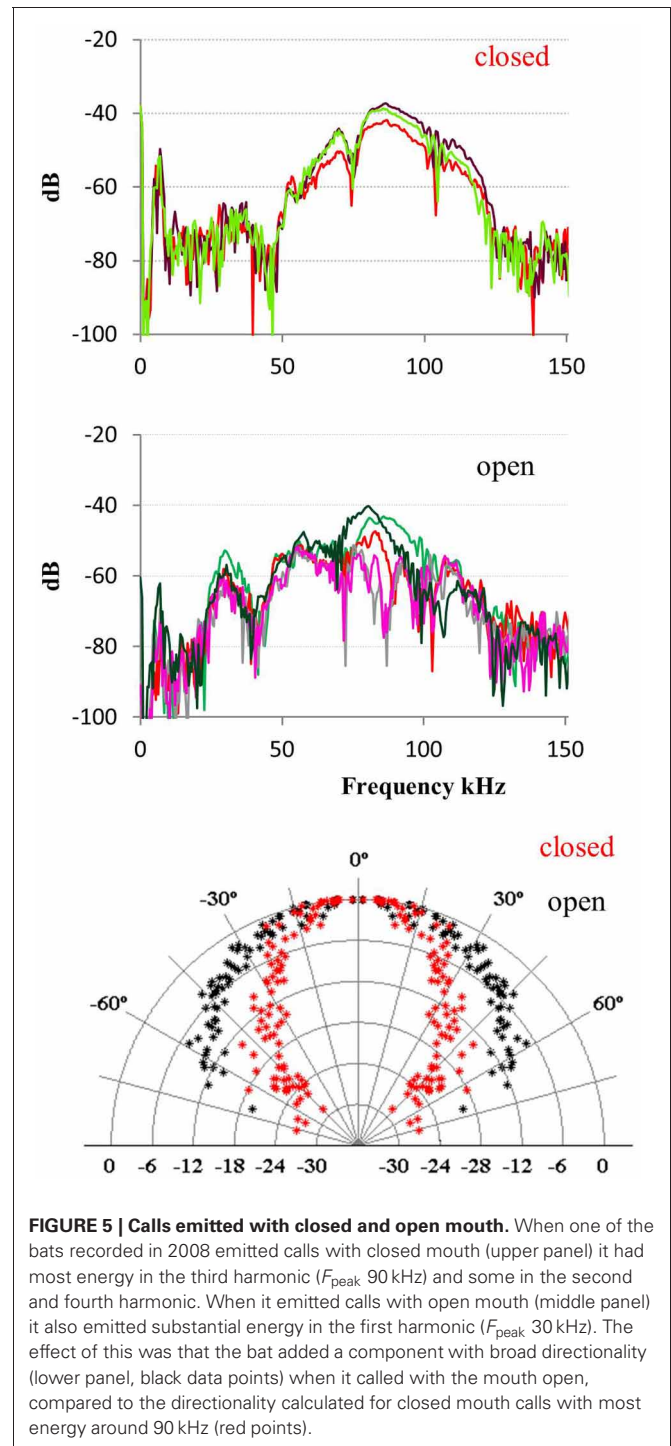 -20
closed
-40
dB
-60
-80
-100
0 50 100 150
-20
open
-40
dB
-60
-80
-100
0 50 100 150
Frequency kHz
closed
0°
open
-30° 30°
-60° 60°
0 -6 -12 -18 -24 -30 -30 -24 -28 -12 -6 0
FIGURE 5 | Calls emitted with closed and open mouth. When one of the
bats recorded in 2008 emitted calls with closed mouth (upper panel) it had
most energy in the third harmonic (Fpeak 90 kHz) and some in the second
and fourth harmonic. When it emitted calls with open mouth (middle panel)
it also emitted substantial energy in the first harmonic (Fpeak 30 kHz). The
effect of this was that the bat added a component with broad directionality
(lower panel, black data points) when it called with the mouth open,
compared to the directionality calculated for closed mouth calls with most
energy around 90 kHz (red points).